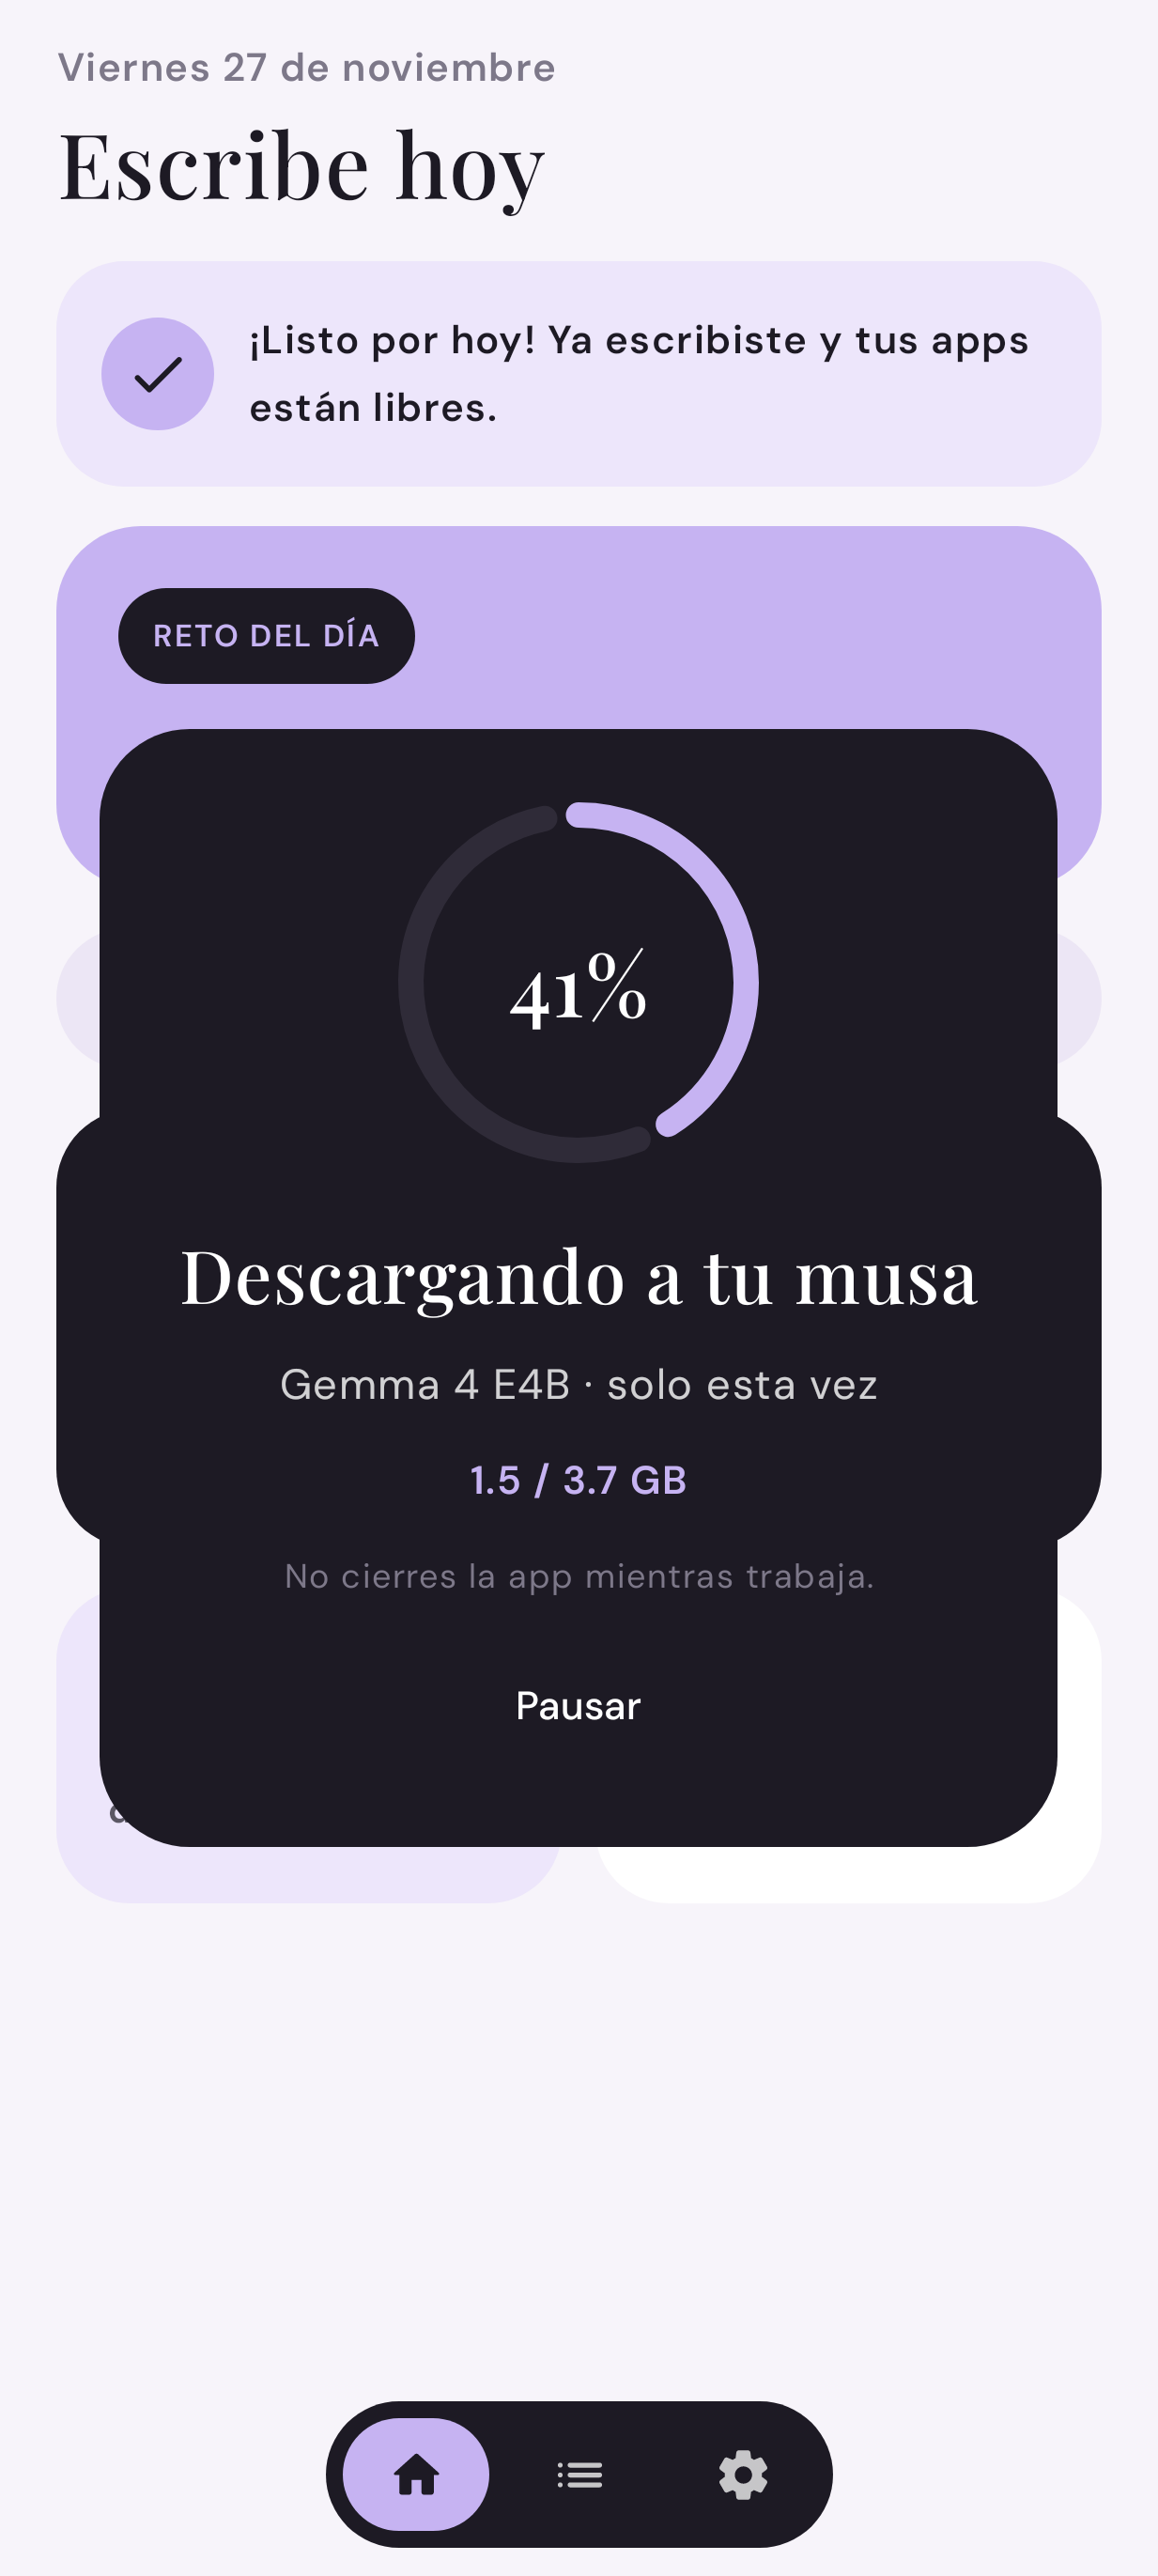 Viernes 27 de noviembre
Escribe hoy
¡Listo por hoy! Ya escribiste y tus apps
están libres.
RETO DEL DÍA
41%
Descargando a tu musa
Gemma 4 E4B · solo esta vez
1.5 / 3.7 GB
No cierres la app mientras trabaja.
Pausar